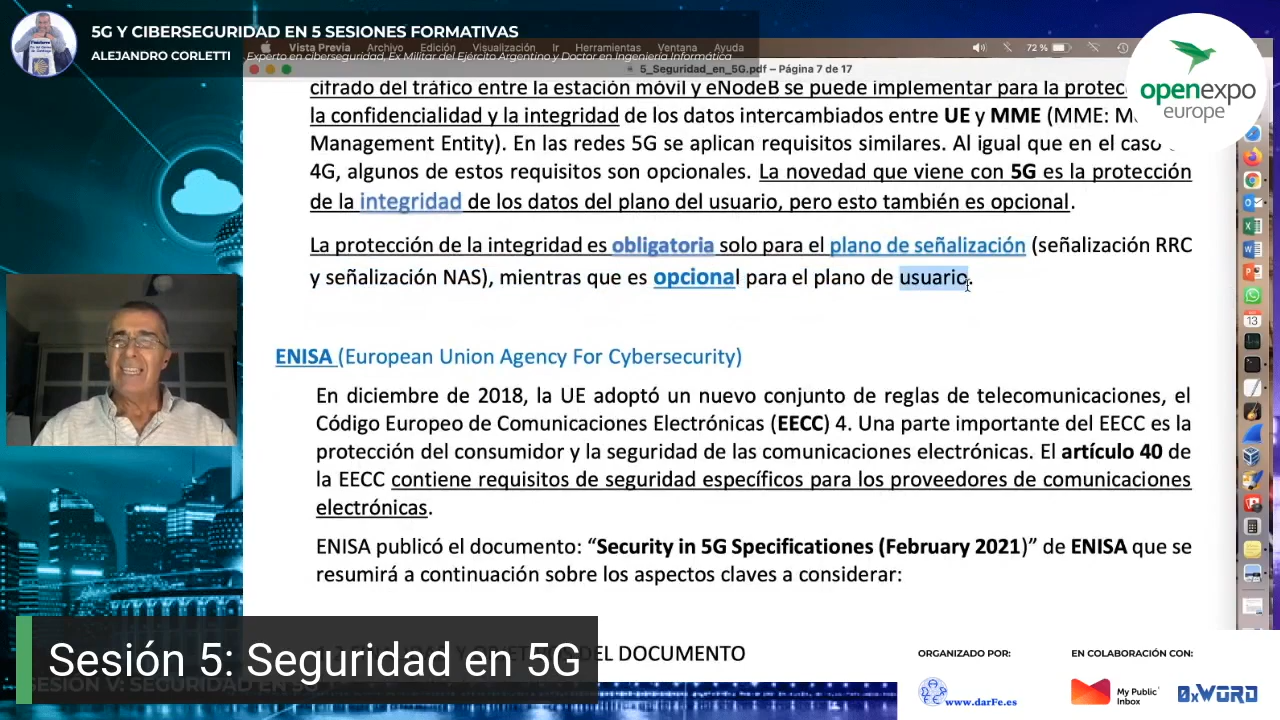 5G Y CIBERSEGURIDAD EN 5 SESIONES FORMATIVAS
ALEJANDRO CORLETTI Experto en ciberseguridad, Ex Militar del Ejército Argentino y Doctor en Ingeniería Informática
Vista Previa Archivo Edición Visualización Ir Herramientas Ventana Ayuda
72 %
5_Seguridad_en_5G.pdf – Página 7 de 17
openexpo
europe
cifrado del tráfico entre la estación móvil y eNodeB se puede implementar para la
la confidencialidad y la integridad de los datos intercambiados entre UE y MME (MME:
Management Entity). En las redes 5G se aplican requisitos similares. Al igual que en el caso
4G, algunos de estos requisitos son opcionales. La novedad que viene con 5G es la protección
de la integridad de los datos del plano del usuario, pero esto también es opcional.
La protección de la integridad es obligatoria solo para el plano de señalización (señalización RRC
y señalización NAS), mientras que es opcional para el plano de usuario.
ENISA (European Union Agency For Cybersecurity)
En diciembre de 2018, la UE adoptó un nuevo conjunto de reglas de telecomunicaciones, el
Código Europeo de Comunicaciones Electrónicas (EECC) 4. Una parte importante del EECC es la
protección del consumidor y la seguridad de las comunicaciones electrónicas. El artículo 40 de
la EECC contiene requisitos de seguridad específicos para los proveedores de comunicaciones
electrónicas.
ENISA publicó el documento: “Security in 5G Specificationes (February 2021)” de ENISA que se
resumirá a continuación sobre los aspectos claves a considerar:
DEL DOCUMENTO
Sesión 5: Seguridad en 5G
SESIÓN V: SEGURIDAD EN 5G
ORGANIZADO POR:
www.darFe.es
EN COLABORACIÓN CON:
My Public
Inbox
0xWORD